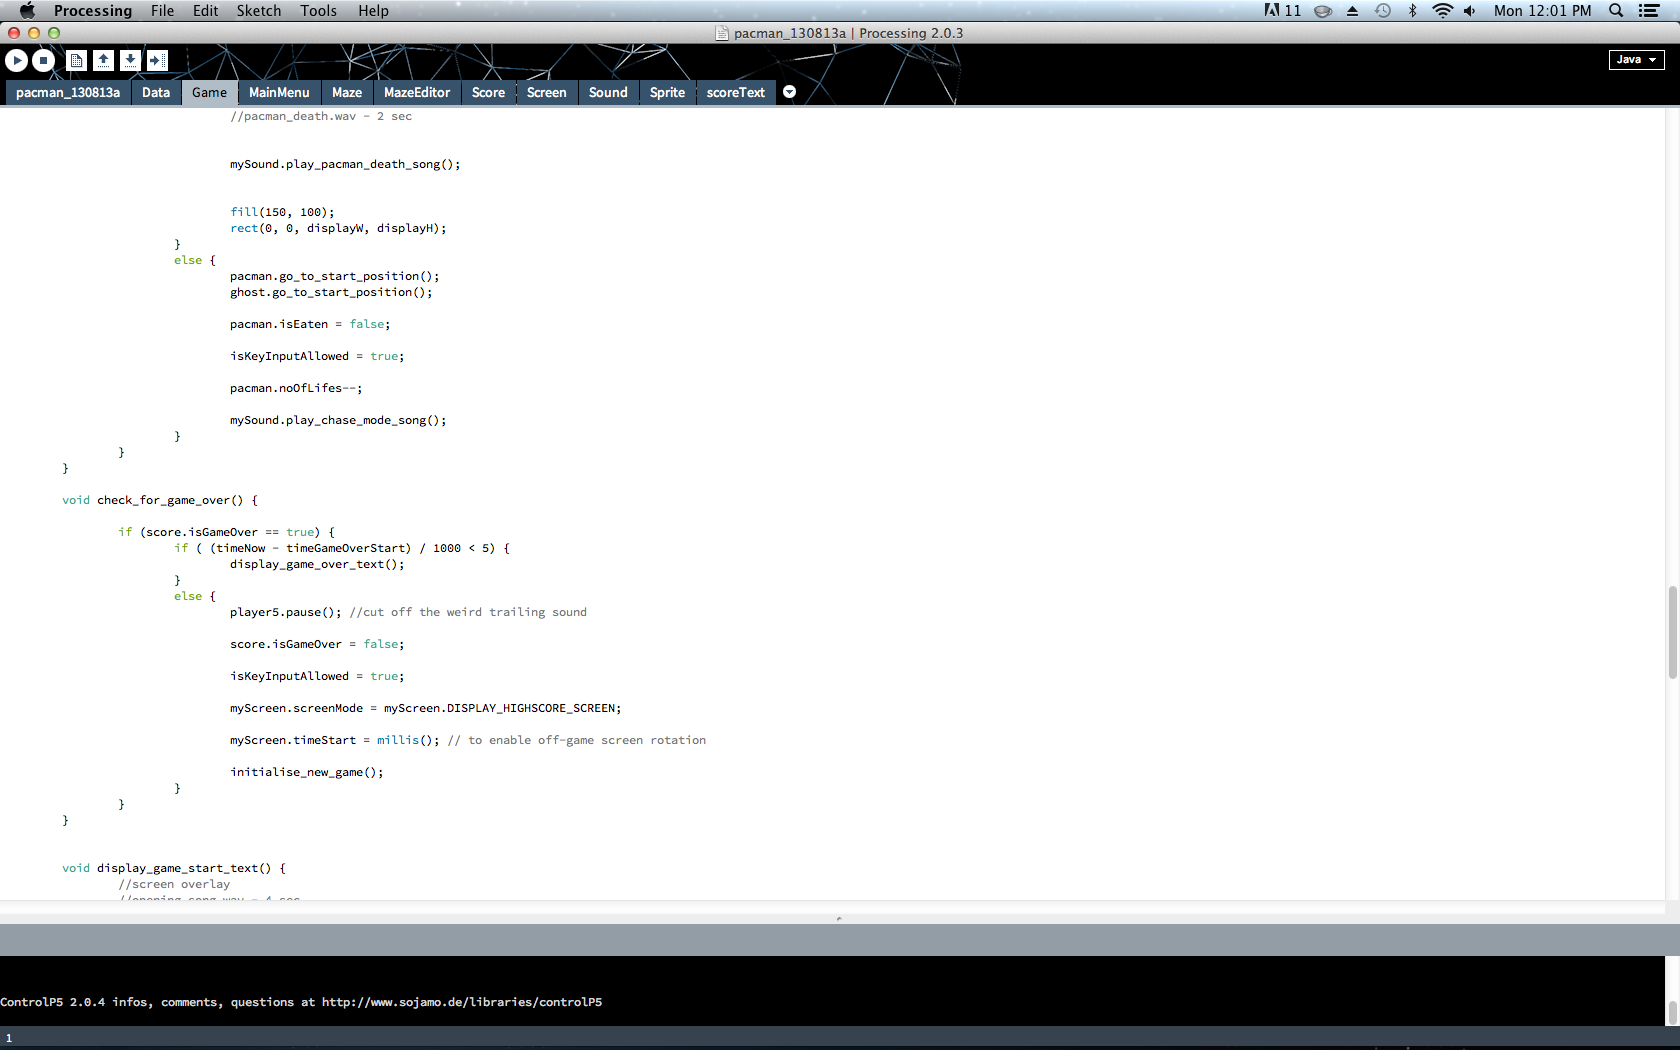 Processing File Edit Sketch Tools Help 11 Mon 12:01 PM
pacman_130813a | Processing 2.0.3
Java
pacman_130813a Data Game MainMenu Maze MazeEditor Score Screen Sound Sprite scoreText
//pacman_death.wav - 2 sec
mySound.play_pacman_death_song();
fill(150, 100);
rect(0, 0, displayW, displayH);
}
else {
pacman.go_to_start_position();
ghost.go_to_start_position();
pacman.isEaten = false;
isKeyInputAllowed = true;
pacman.noOfLifes--;
mySound.play_chase_mode_song();
}
}
}
void check_for_game_over() {
if (score.isGameOver == true) {
if ( (timeNow - timeGameOverStart) / 1000 < 5) {
display_game_over_text();
}
else {
player5.pause(); //cut off the weird trailing sound
score.isGameOver = false;
isKeyInputAllowed = true;
myScreen.screenMode = myScreen.DISPLAY_HIGHSCORE_SCREEN;
myScreen.timeStart = millis(); // to enable off-game screen rotation
initialise_new_game();
}
}
}
void display_game_start_text() {
//screen overlay
//opening song.wav - 4 sec
ControlP5 2.0.4 infos, comments, questions at http://www.sojamo.de/libraries/controlP5
1